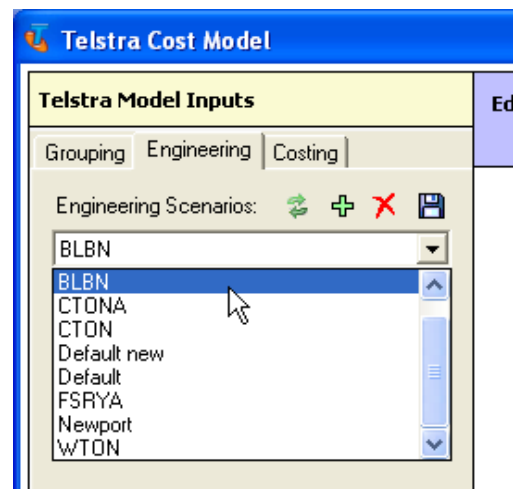 Telstra Cost Model
Telstra Model Inputs
Ed
Grouping Engineering Costing
Engineering Scenarios:
BLBN
BLBN
CTONA
CTON
Default new
Default
FSRYA
Newport
WTON